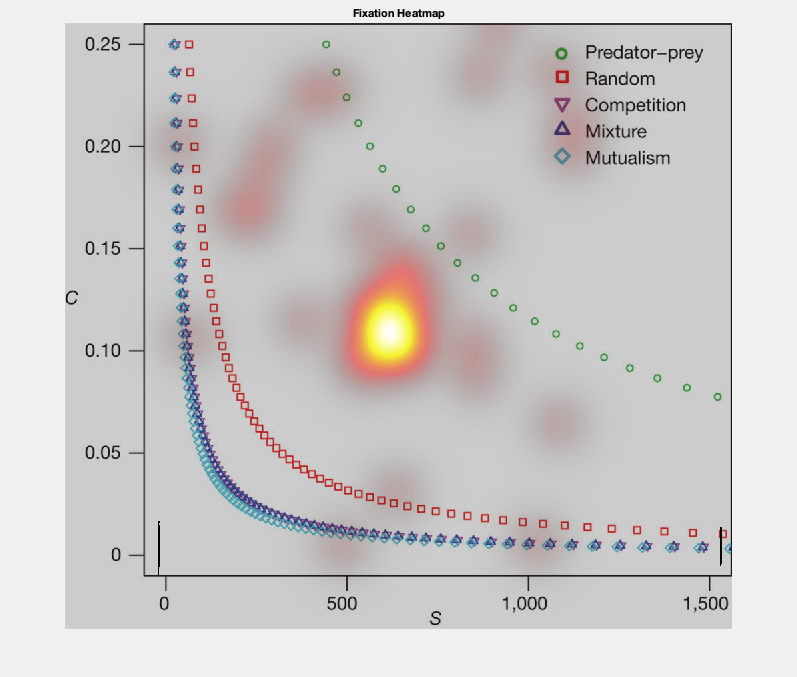 Fixation Heatmap
0.25
0.20
0.15
0.10
0.05
0
C
Predator–prey
Random
Competition
Mixture
Mutualism
0
500
1,000
1,500
S